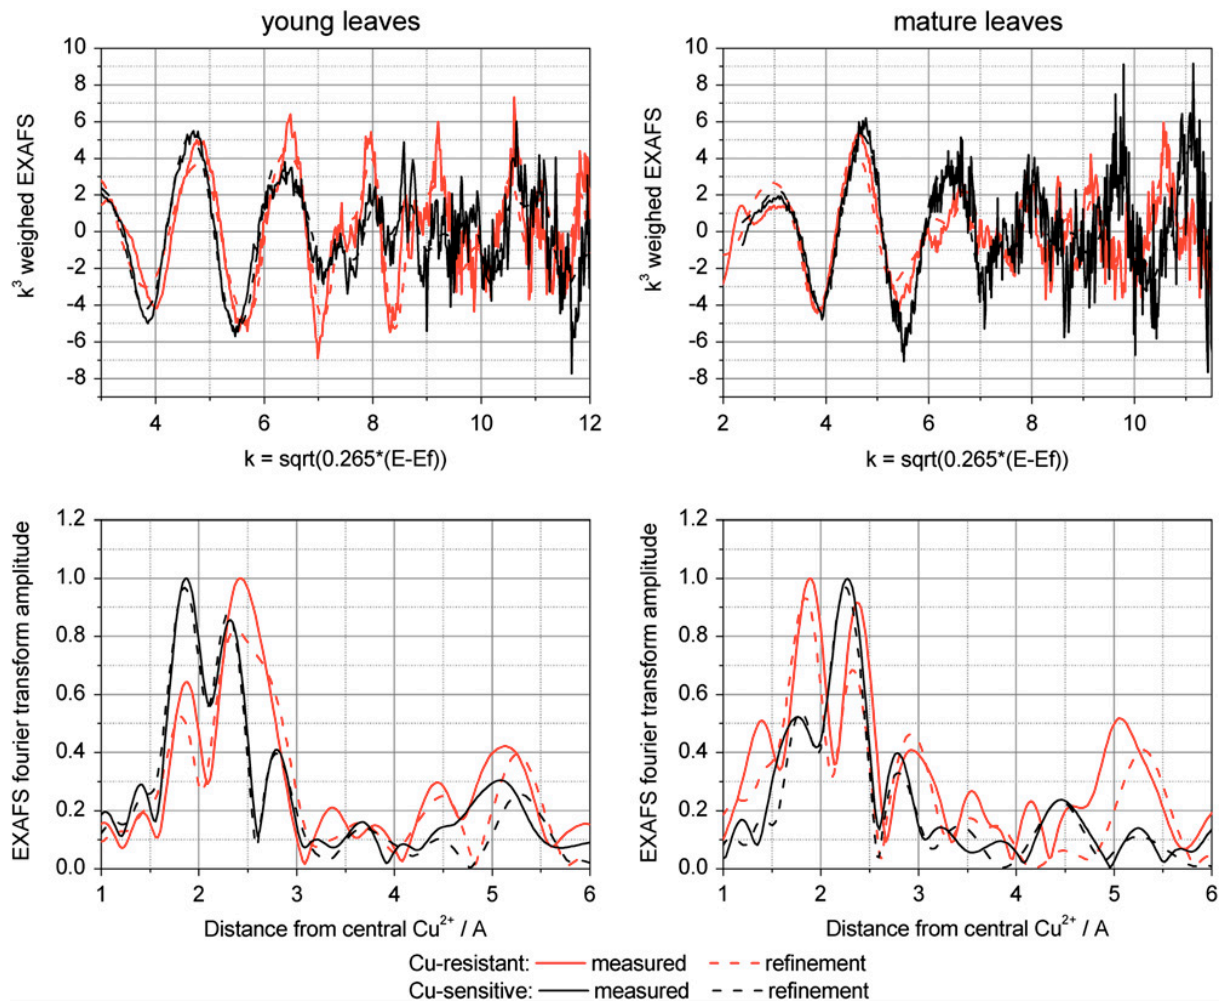 young leaves
mature leaves
k³ weighed EXAFS
10
8
6
4
2
0
-2
-4
-6
-8
4 6 8 10 12
k = sqrt(0.265*(E-Ef))
k³ weighed EXAFS
10
8
6
4
2
0
-2
-4
-6
-8
2 4 6 8 10
k = sqrt(0.265*(E-Ef))
EXAFS fourier transform amplitude
1.2
1.0
0.8
0.6
0.4
0.2
0.0
1 2 3 4 5 6
Distance from central Cu²⁺ / A
EXAFS fourier transform amplitude
1.2
1.0
0.8
0.6
0.4
0.2
0.0
1 2 3 4 5 6
Distance from central Cu²⁺ / A
Cu-resistant: measured refinement
Cu-sensitive: measured refinement